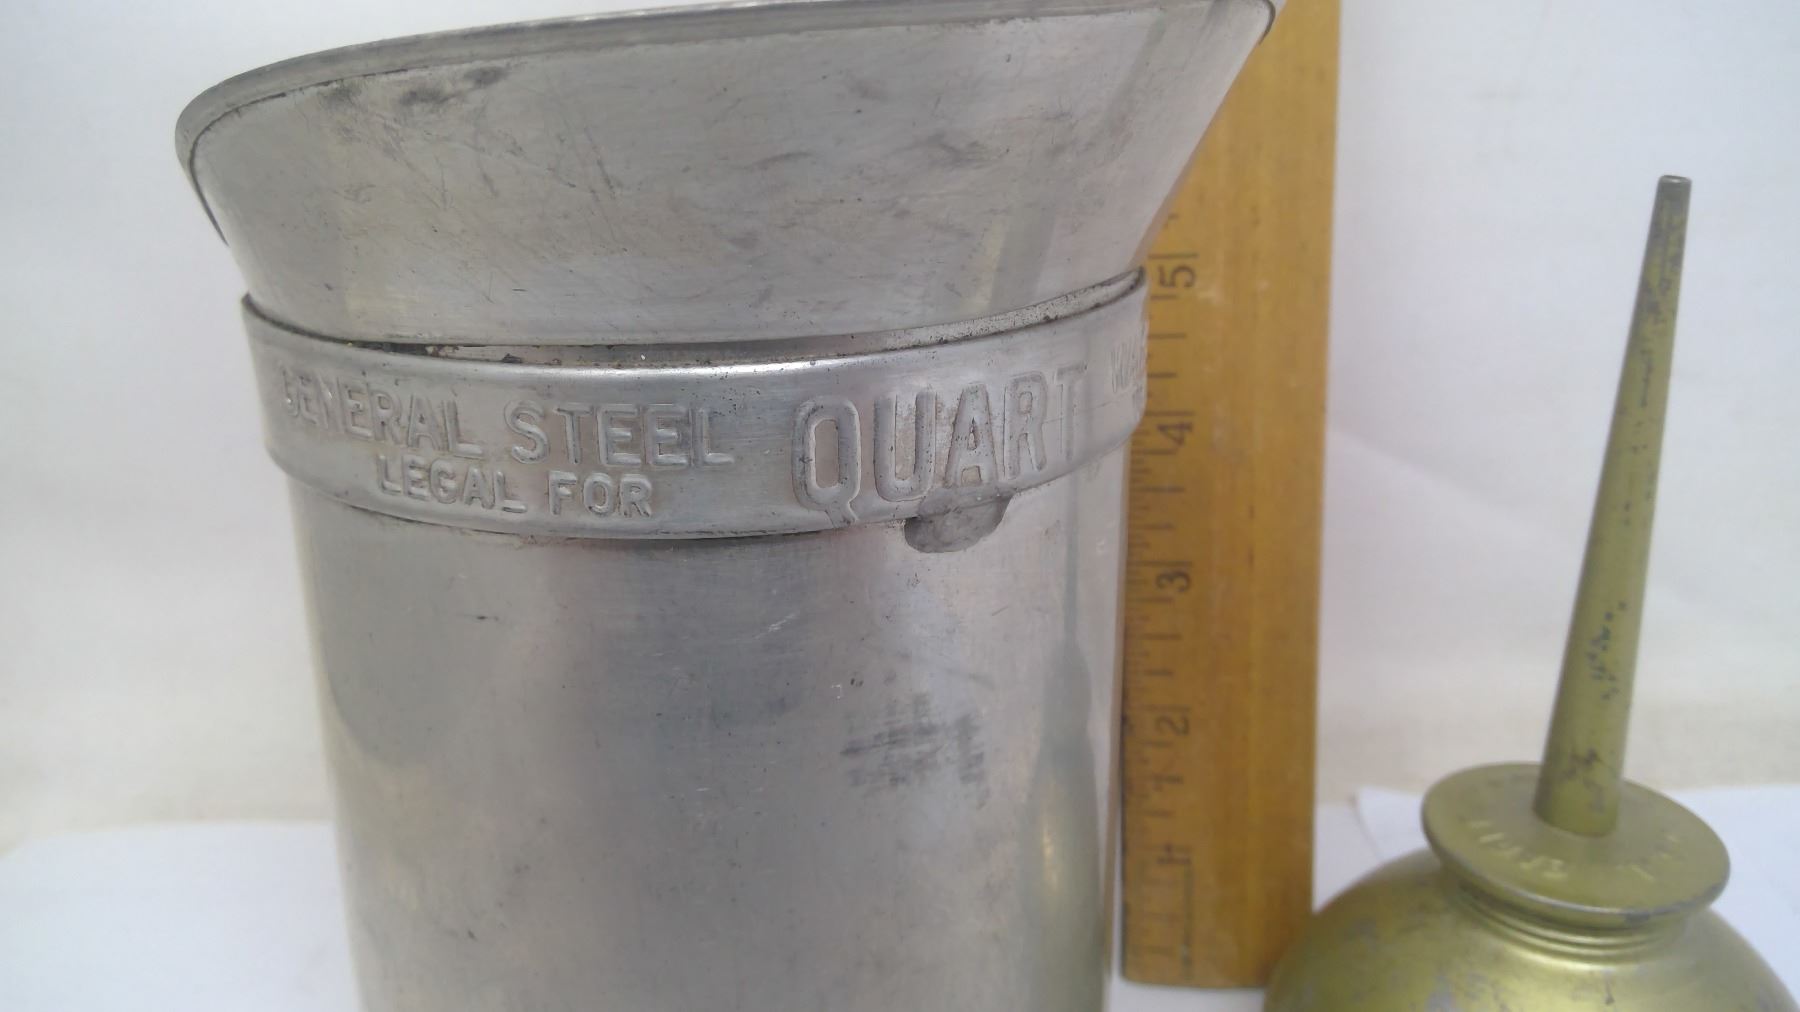 GENERAL STEEL
LEGAL FOR
QUART
5
4
3
2
1